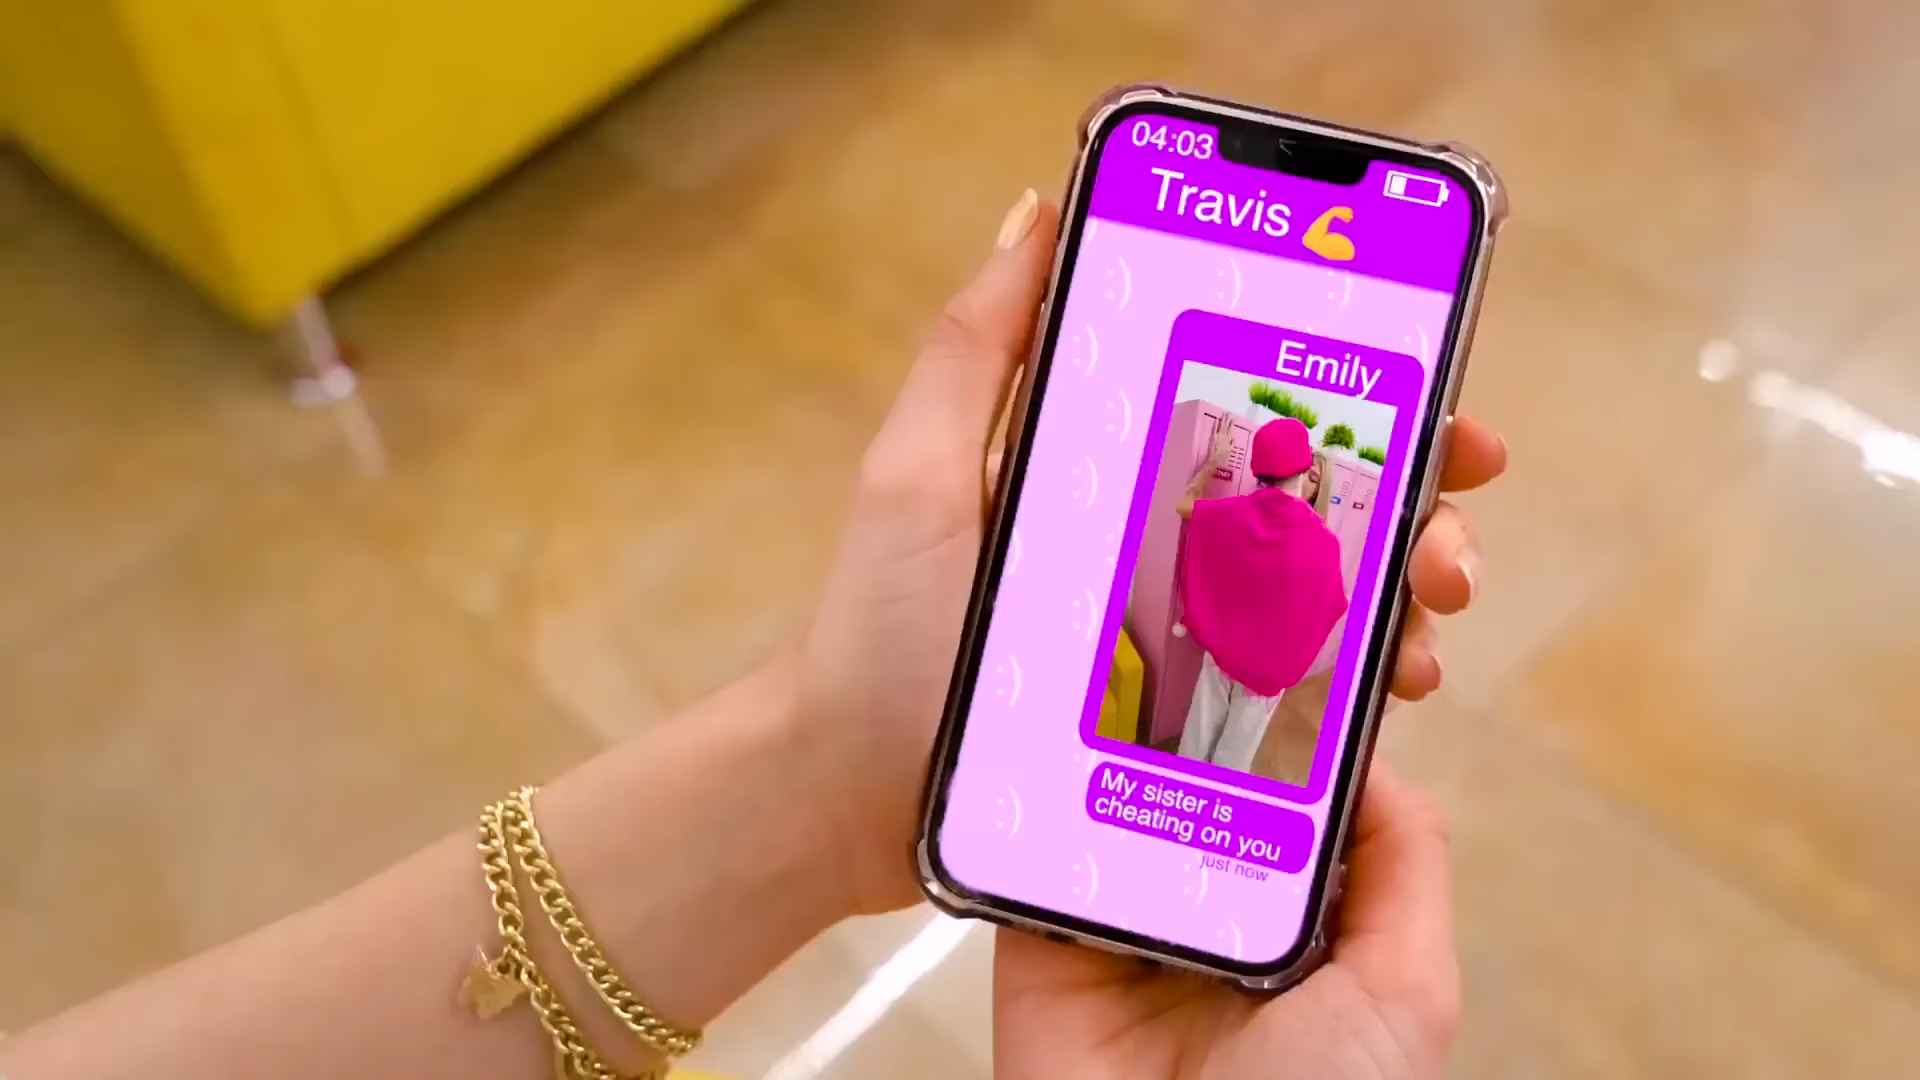 04:03
Travis 💪
Emily
My sister is
cheating on you
just now